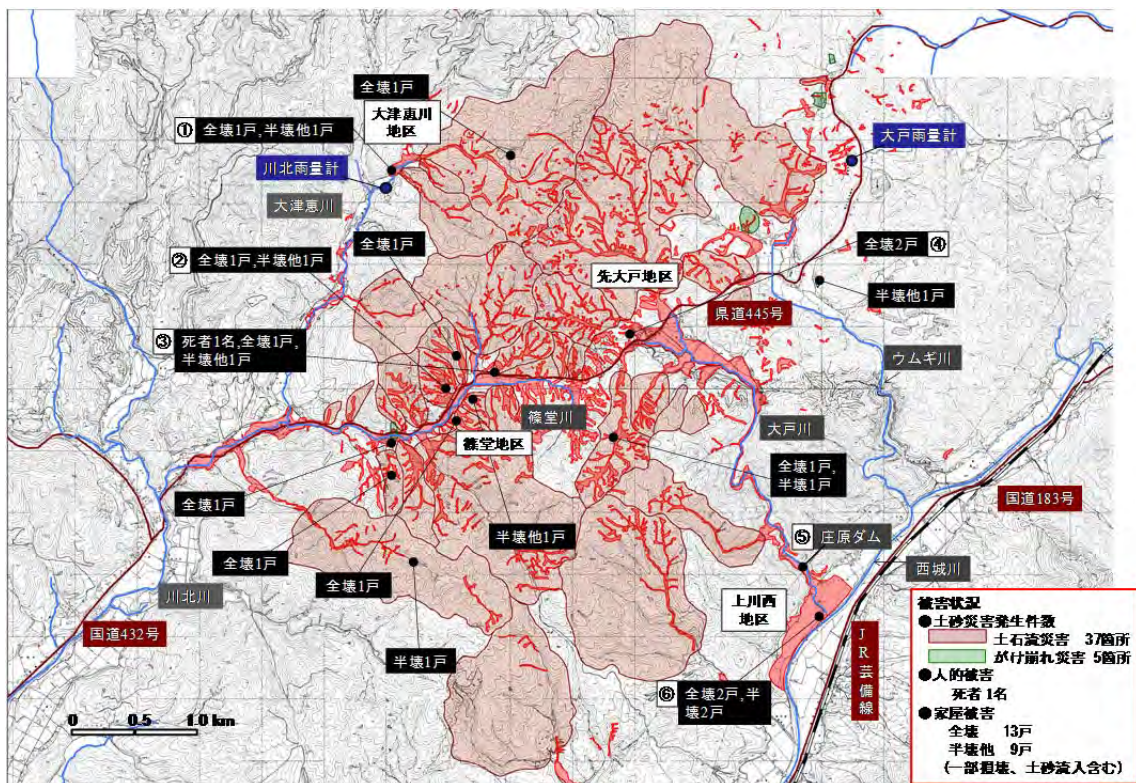 全壊1戸
大津恵川
地区
① 全壊1戸,半壊他1戸
川北雨量計
大津恵川
大戸雨量計
全壊1戸
② 全壊1戸,半壊他1戸
③ 死者1名,全壊1戸,
半壊他1戸
先大戸地区
全壊2戸 ④
半壊他1戸
県道445号
ウムギ川
篠堂川
大戸川
篠堂地区
全壊1戸,
半壊1戸
全壊1戸
半壊他1戸
全壊1戸
全壊1戸
国道183号
⑤ 庄原ダム
西城川
川北川
国道432号
上川西
地区
半壊1戸
⑥ 全壊2戸,半
壊2戸
JR芸備線
0 0.5 1.0 km
被害状況
●土砂災害発生件数
土石流災害 37箇所
がけ崩れ災害 5箇所
●人的被害
死者 1名
●家屋被害
全壊 13戸
半壊他 9戸
(一部損壊、土砂流入含む)